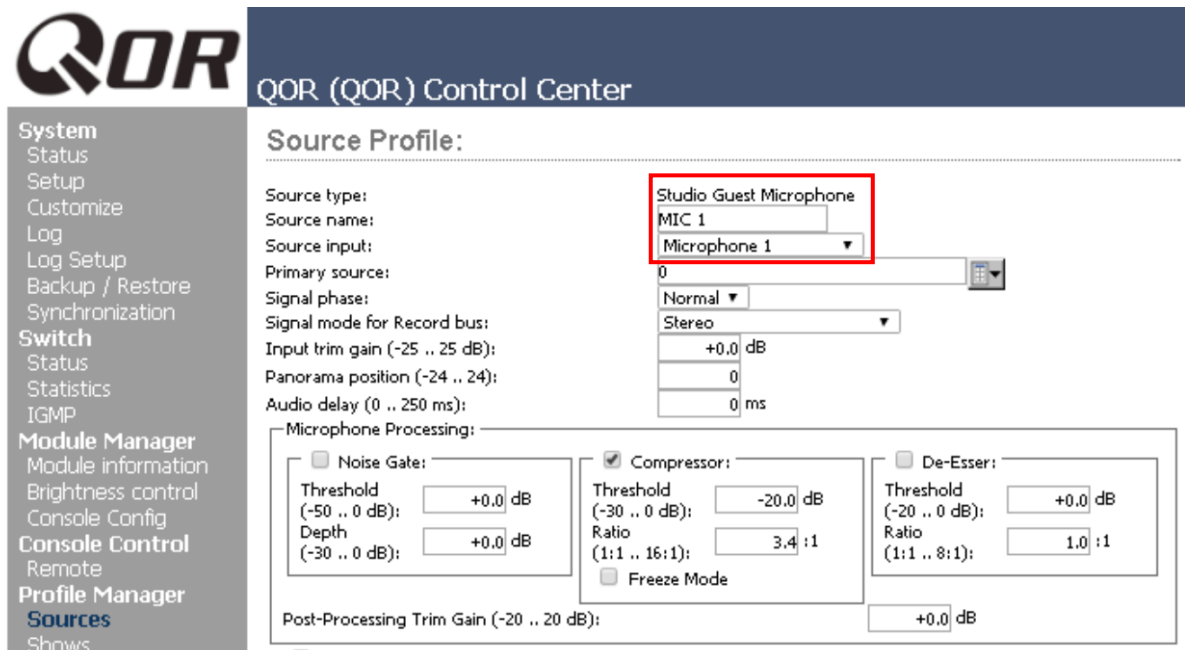 QOR
QOR (QOR) Control Center
System
Status
Setup
Customize
Log
Log Setup
Backup / Restore
Synchronization
Switch
Status
Statistics
IGMP
Module Manager
Module information
Brightness control
Console Config
Console Control
Remote
Profile Manager
Sources
Shows
Source Profile:
Source type: Studio Guest Microphone
Source name: MIC 1
Source input: Microphone 1
Primary source: 0
Signal phase: Normal
Signal mode for Record bus: Stereo
Input trim gain (-25 .. 25 dB): +0.0 dB
Panorama position (-24 .. 24): 0
Audio delay (0 .. 250 ms): 0 ms
Microphone Processing:
Noise Gate:
Threshold
(-50 .. 0 dB): +0.0 dB
Depth
(-30 .. 0 dB): +0.0 dB
Compressor:
Threshold
(-30 .. 0 dB): -20.0 dB
Ratio
(1:1 .. 16:1): 3.4 :1
Freeze Mode
De-Esser:
Threshold
(-20 .. 0 dB): +0.0 dB
Ratio
(1:1 .. 8:1): 1.0 :1
Post-Processing Trim Gain (-20 .. 20 dB): +0.0 dB